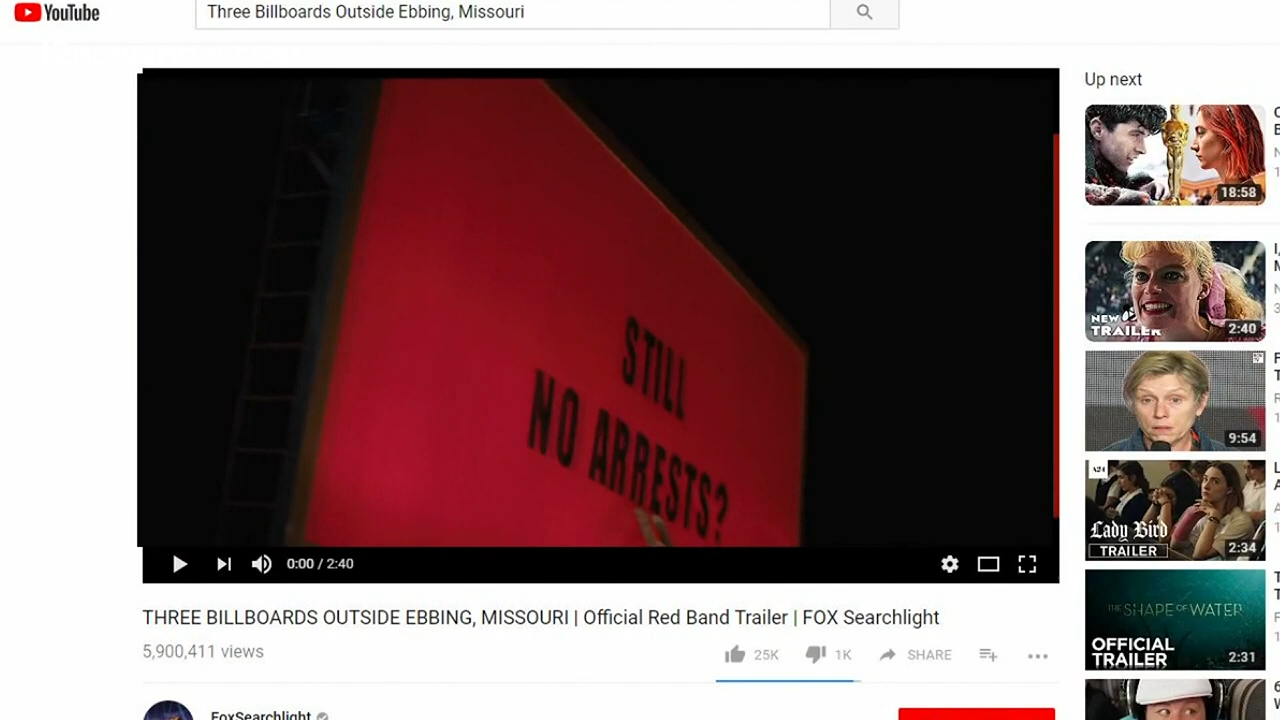 YouTube
Three Billboards Outside Ebbing, Missouri
STILL
NO ARRESTS?
0:00 / 2:40
THREE BILLBOARDS OUTSIDE EBBING, MISSOURI | Official Red Band Trailer | FOX Searchlight
5,900,411 views
25K
1K
SHARE
FoxSearchlight
Up next
18:58
NEW
TRAILER
2:40
9:54
A24
Lady Bird
TRAILER
2:34
THE SHAPE OF WATER
OFFICIAL
TRAILER
2:31